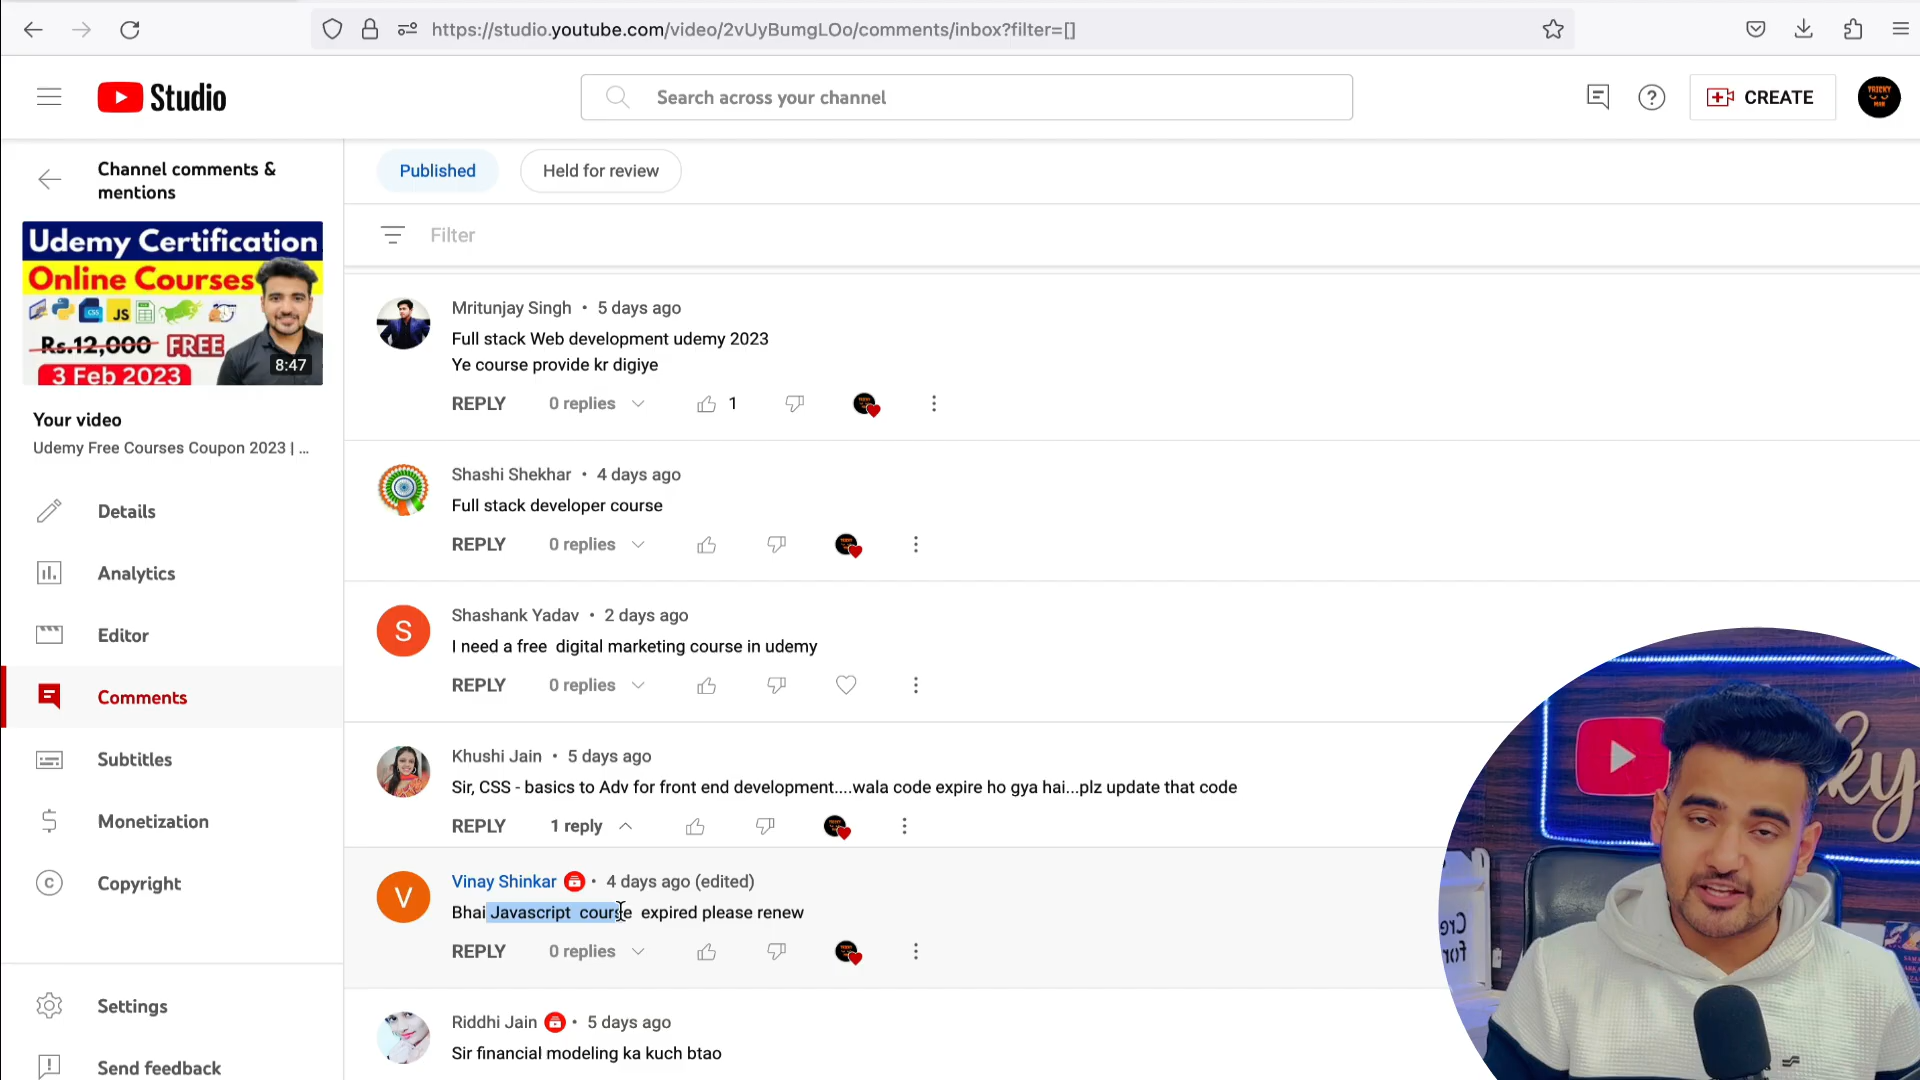 https://studio.youtube.com/video/2vUyBumgLOo/comments/inbox?filter=[]
Studio
Search across your channel
CREATE
TRICKY
MAN
Channel comments &
mentions
Udemy Certification
Online Courses
JS
CSS
Rs.12,000 FREE
3 Feb 2023
8:47
Your video
Udemy Free Courses Coupon 2023 | ...
Details
Analytics
Editor
Comments
Subtitles
Monetization
Copyright
Settings
Send feedback
Published
Held for review
Filter
Mritunjay Singh • 5 days ago
Full stack Web development udemy 2023
Ye course provide kr digiye
REPLY 0 replies 1
Shashi Shekhar • 4 days ago
Full stack developer course
REPLY 0 replies
S
Shashank Yadav • 2 days ago
I need a free digital marketing course in udemy
REPLY 0 replies
Khushi Jain • 5 days ago
Sir, CSS - basics to Adv for front end development....wala code expire ho gya hai...plz update that code
REPLY 1 reply
V
Vinay Shinkar • 4 days ago (edited)
Bhai Javascript course expired please renew
REPLY 0 replies
Riddhi Jain • 5 days ago
Sir financial modeling ka kuch btao